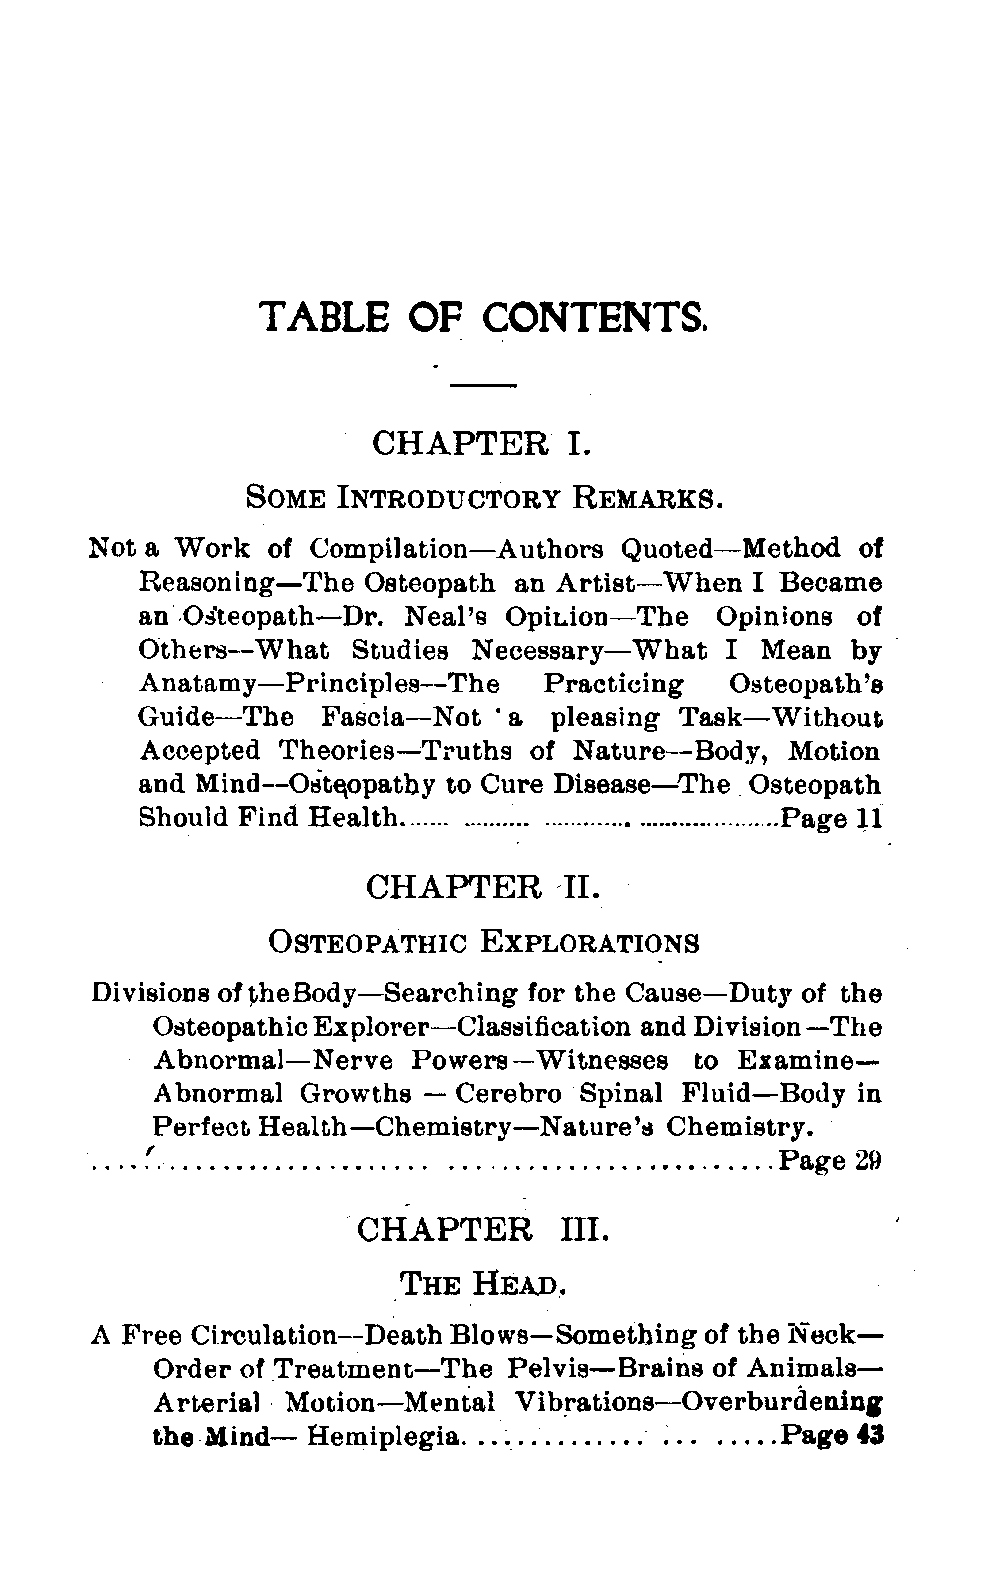 TABLE OF CONTENTS.
CHAPTER I.
SOME INTRODUCTORY REMARKS.
Not a Work of Compilation—Authors Quoted—Method of
Reasoning—The Osteopath an Artist—When I Became
an Osteopath—Dr. Neal's Opinion—The Opinions of
Others--What Studies Necessary—What I Mean by
Anatamy—Principles--The Practicing Osteopath's
Guide—The Fascia—Not a pleasing Task—Without
Accepted Theories—Truths of Nature--Body, Motion
and Mind--Osteopathy to Cure Disease—The Osteopath
Should Find Health....... .......... ............. ......................Page 11
CHAPTER II.
OSTEOPATHIC EXPLORATIONS
Divisions of the Body—Searching for the Cause—Duty of the
Osteopathic Explorer—Classification and Division—The
Abnormal—Nerve Powers—Witnesses to Examine—
Abnormal Growths — Cerebro Spinal Fluid—Body in
Perfect Health—Chemistry—Nature's Chemistry.
.......................... .........................Page 29
CHAPTER III.
THE HEAD.
A Free Circulation--Death Blows—Something of the Neck—
Order of Treatment—The Pelvis—Brains of Animals—
Arterial Motion—Mental Vibrations—Overburdening
the Mind— Hemiplegia. .............. ... .....Page 43